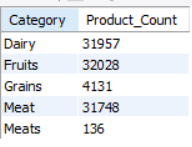 Category Product_Count
Dairy 31957
Fruits 32028
Grains 4131
Meat 31748
Meats 136